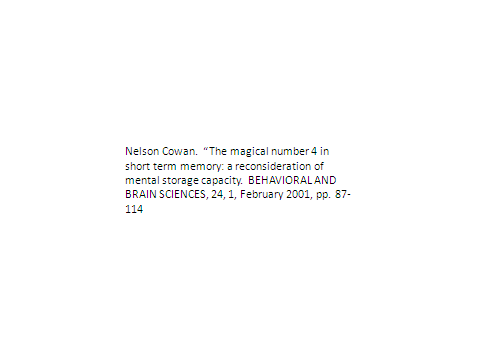 Nelson Cowan.  “The magical number 4 in
short term memory: a reconsideration of
mental storage capacity.  BEHAVIORAL AND
BRAIN SCIENCES, 24, 1, February 2001, pp. 87-
114